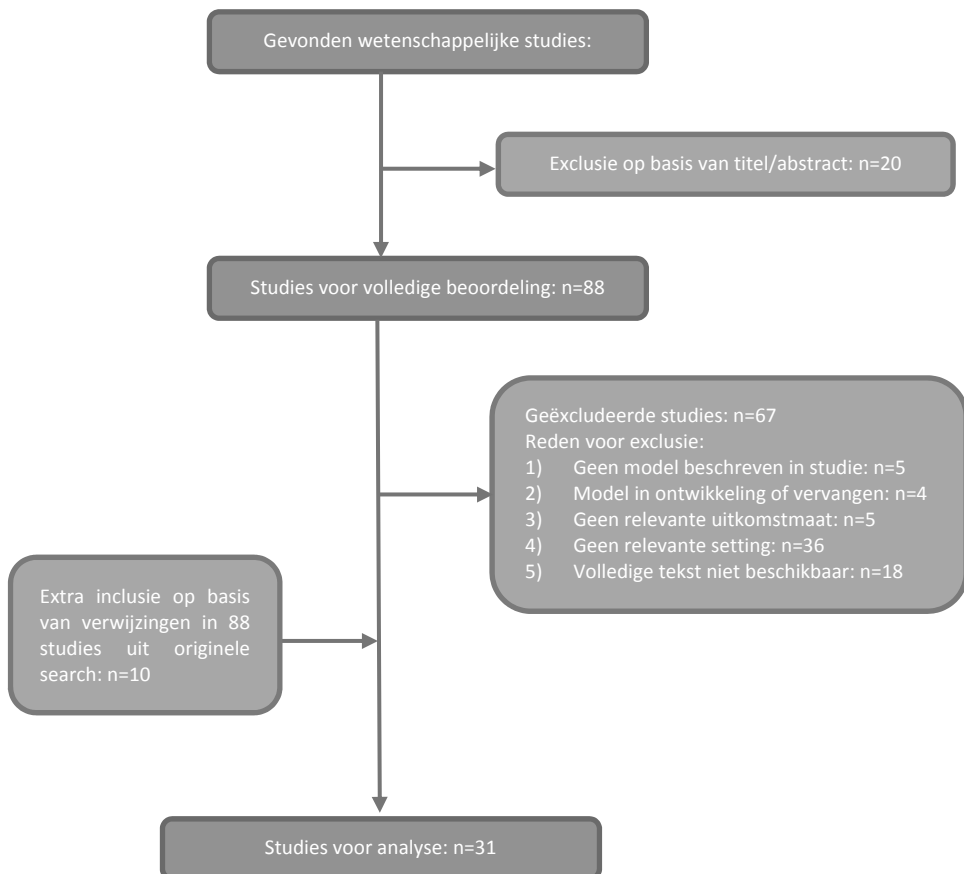 Gevonden wetenschappelijke studies:
Exclusie op basis van titel/abstract: n=20
Studies voor volledige beoordeling: n=88
Geëxcludeerde studies: n=67
Reden voor exclusie:
1) Geen model beschreven in studie: n=5
2) Model in ontwikkeling of vervangen: n=4
3) Geen relevante uitkomstmaat: n=5
4) Geen relevante setting: n=36
5) Volledige tekst niet beschikbaar: n=18
Extra inclusie op basis
van verwijzingen in 88
studies uit originele
search: n=10
Studies voor analyse: n=31